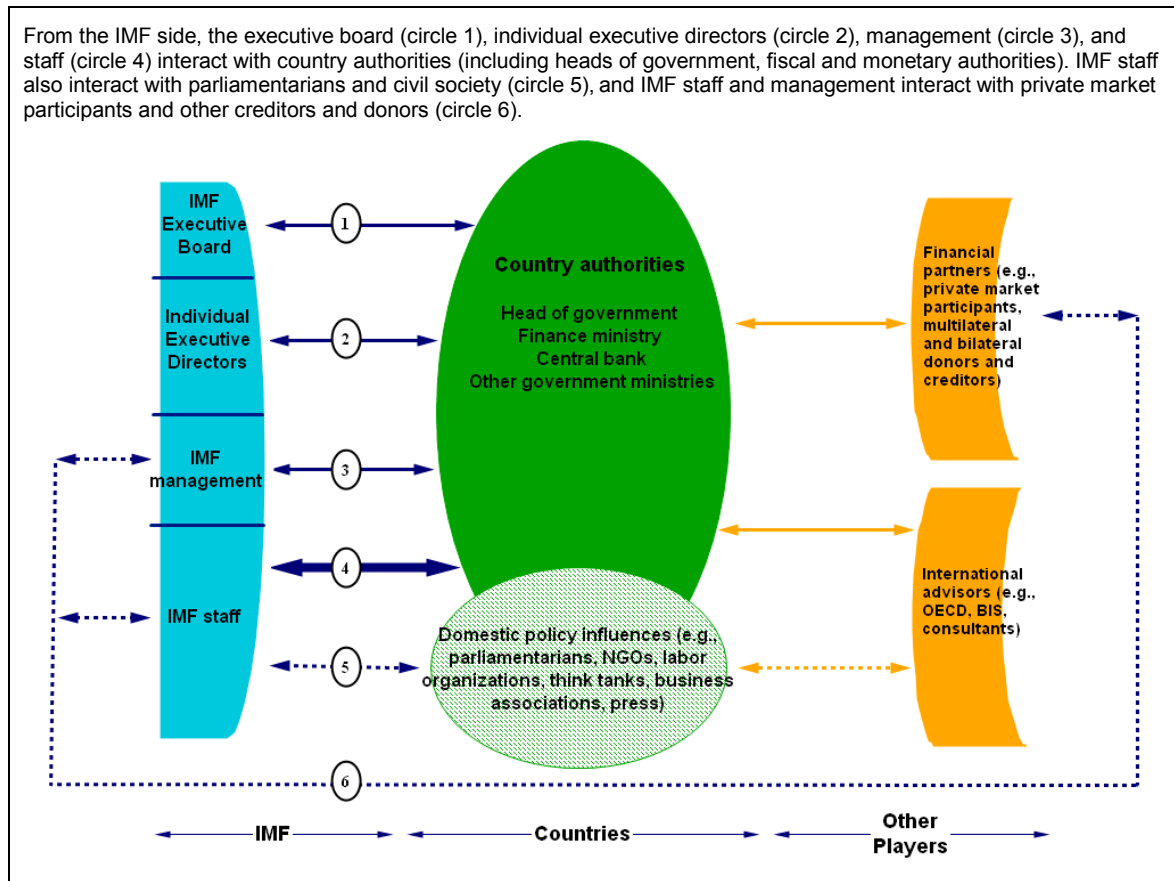 From the IMF side, the executive board (circle 1), individual executive directors (circle 2), management (circle 3), and
staff (circle 4) interact with country authorities (including heads of government, fiscal and monetary authorities). IMF staff
also interact with parliamentarians and civil society (circle 5), and IMF staff and management interact with private market
participants and other creditors and donors (circle 6).
IMF
Executive
Board
1
Individual
Executive
Directors
2
IMF
management
3
IMF staff
4
5
6
Country authorities
Head of government
Finance ministry
Central bank
Other government ministries
Domestic policy influences (e.g.,
parliamentarians, NGOs, labor
organizations, think tanks, business
associations, press)
Financial
partners (e.g.,
private market
participants,
multilateral
and bilateral
donors and
creditors)
International
advisors (e.g.,
OECD, BIS,
consultants)
IMF
Countries
Other
Players